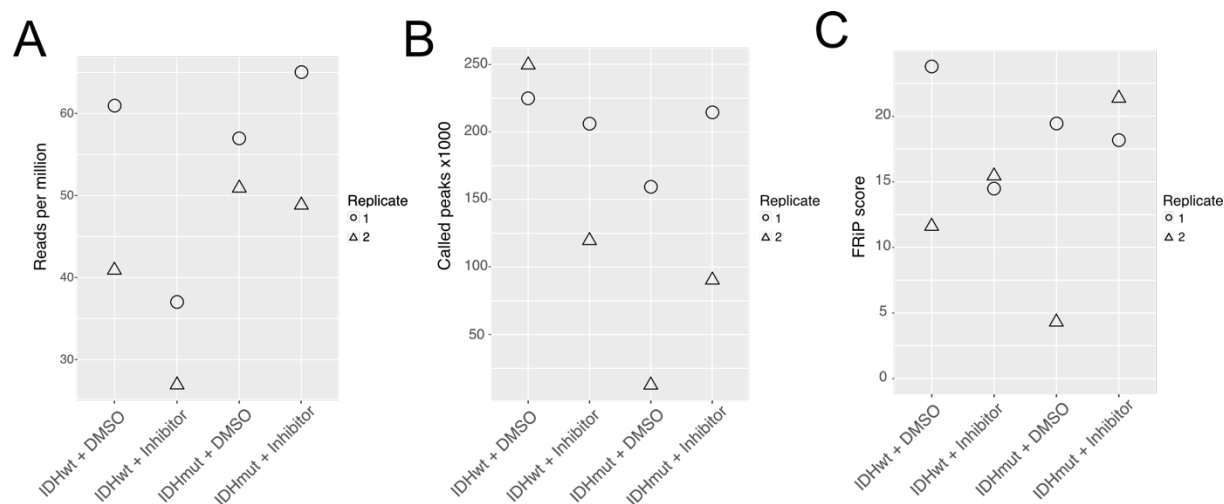 A
Reads per million
60
50
40
30
IDHwt + DMSO
IDHwt + Inhibitor
IDHmut + DMSO
IDHmut + Inhibitor
Replicate
1
2
B
Called peaks x1000
250
200
150
100
50
IDHwt + DMSO
IDHwt + Inhibitor
IDHmut + DMSO
IDHmut + Inhibitor
Replicate
1
2
C
FRiP score
20
15
10
5
0
IDHwt + DMSO
IDHwt + Inhibitor
IDHmut + DMSO
IDHmut + Inhibitor
Replicate
1
2